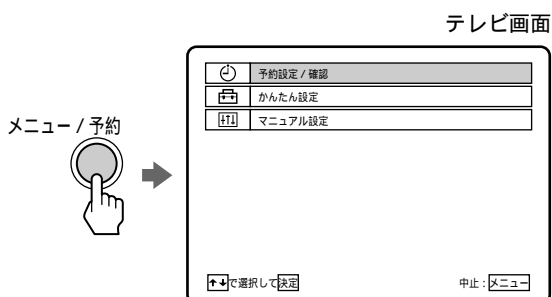 テレビ画面
メニュー / 予約
予約設定 / 確認
かんたん設定
マニュアル設定
↑↓で選択して決定
中止 : メニュー